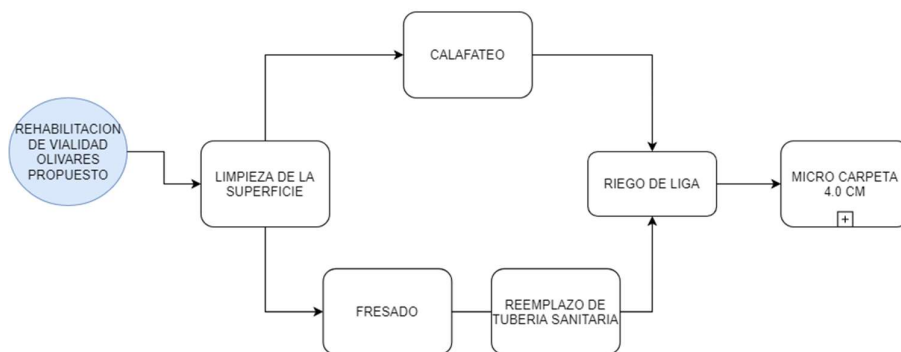 CALAFATEO
REHABILITACION
DE VIALIDAD
OLIVARES
PROPUESTO
LIMPIEZA DE LA
SUPERFICIE
RIEGO DE LIGA
MICRO CARPETA
4.0 CM
FRESADO
REEMPLAZO DE
TUBERIA SANITARIA